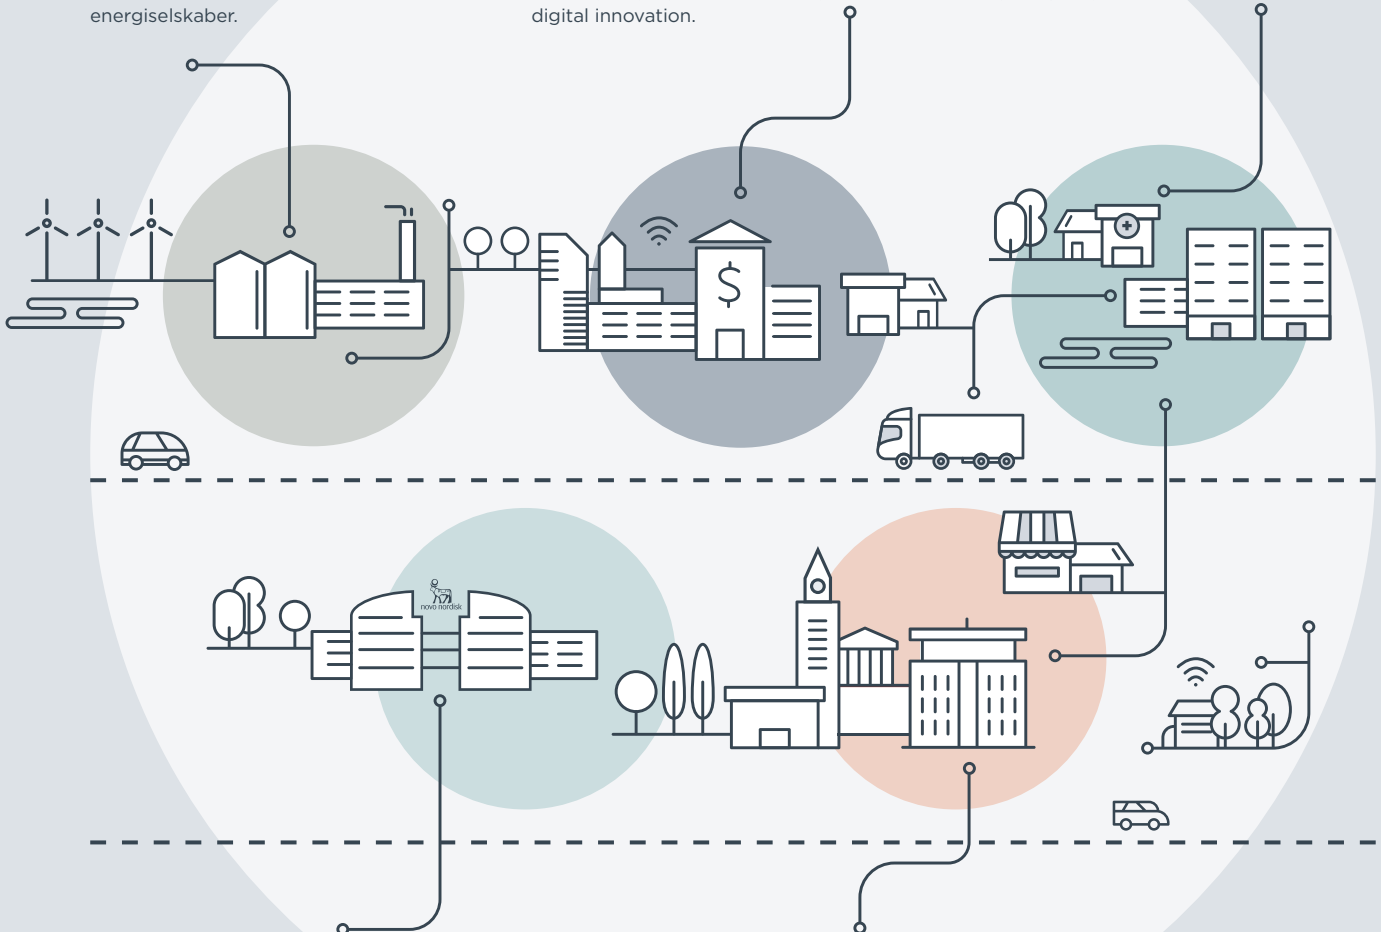 energiselskaber.
digital innovation.
$
novo nordisk